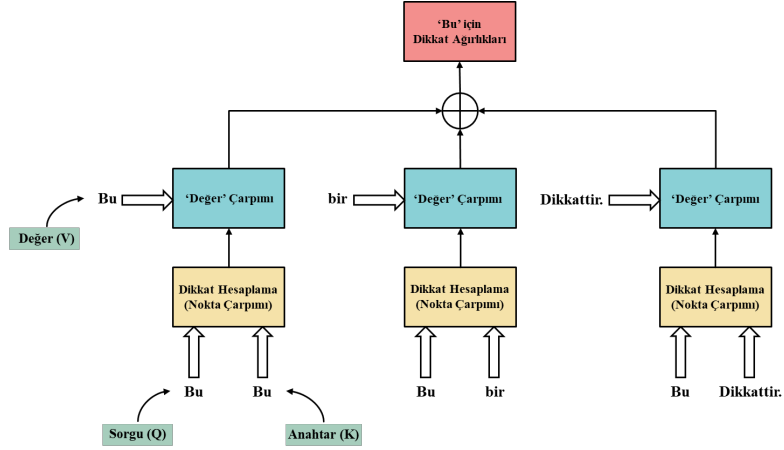 ‘Bu’ için
Dikkat Ağırlıkları
Bu
‘Değer’ Çarpımı
bir
‘Değer’ Çarpımı
Dikkattir.
‘Değer’ Çarpımı
Değer (V)
Dikkat Hesaplama
(Nokta Çarpımı)
Dikkat Hesaplama
(Nokta Çarpımı)
Dikkat Hesaplama
(Nokta Çarpımı)
Bu
Bu
Bu
bir
Bu
Dikkattir.
Sorgu (Q)
Anahtar (K)